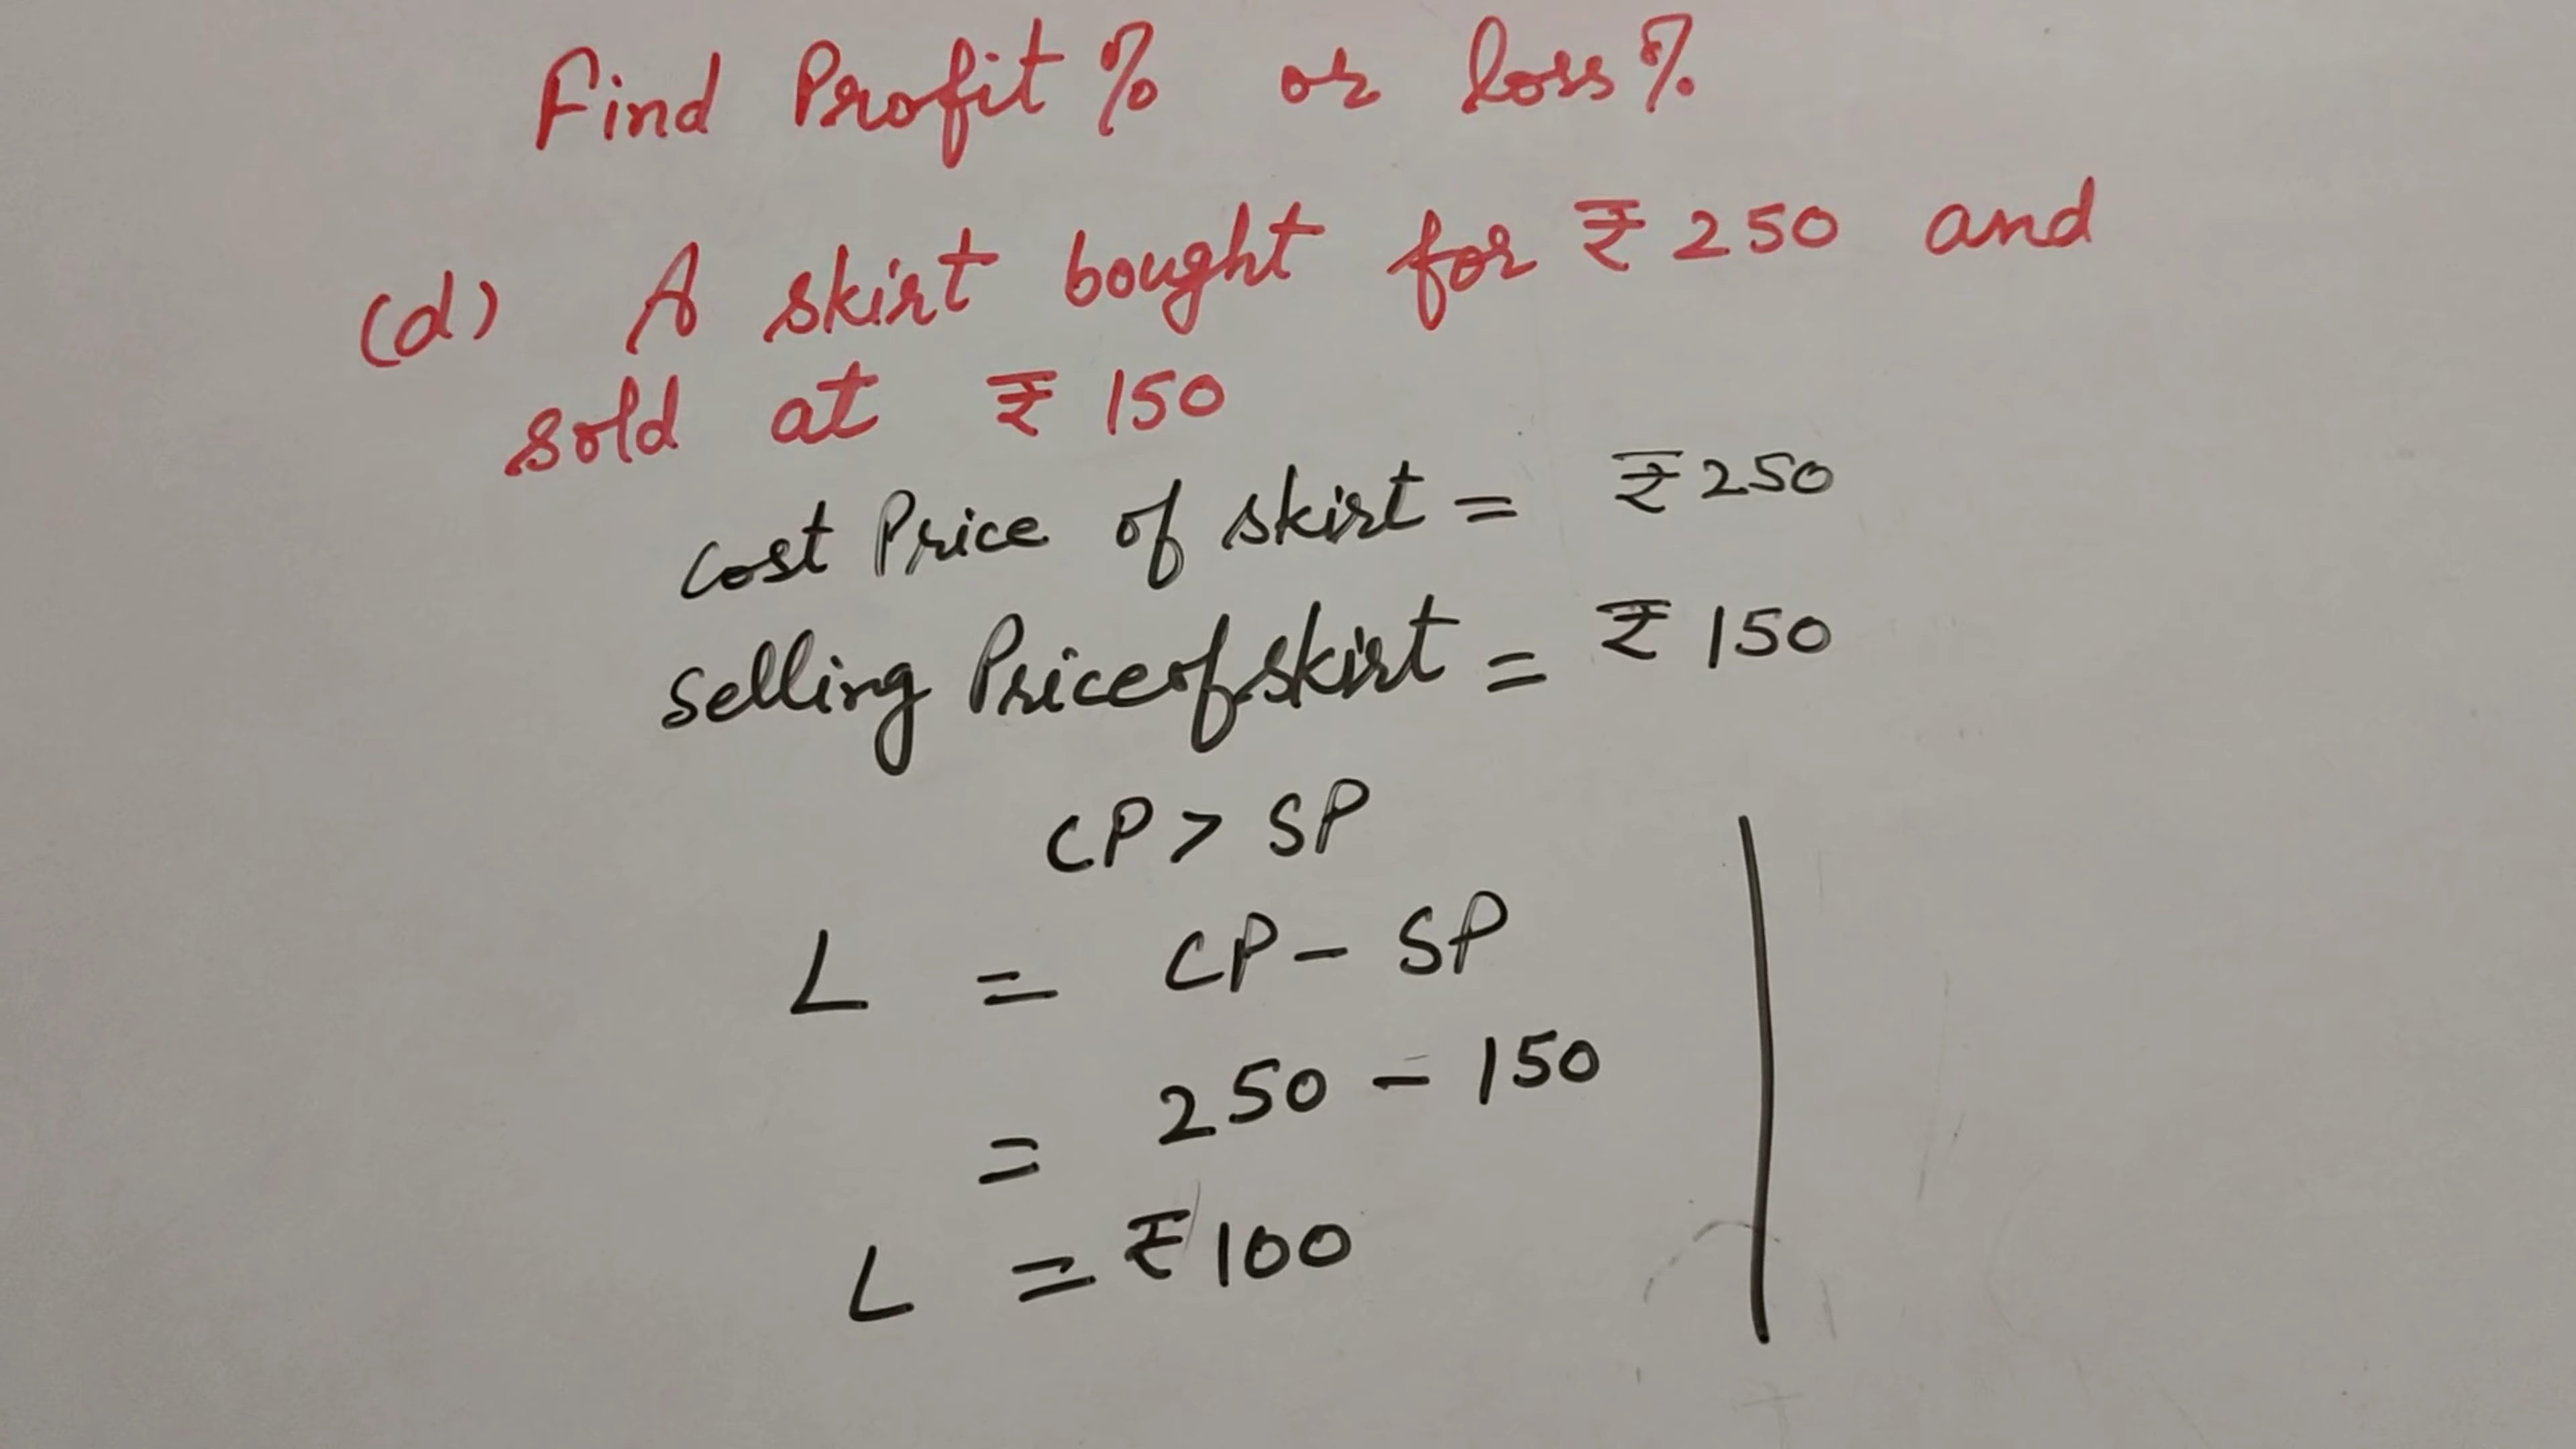 Find Profit % or loss %
(d) A skirt bought for ₹ 250 and
sold at ₹ 150
Cost Price of skirt = ₹ 250
Selling Price of skirt = ₹ 150
CP > SP
L = CP - SP
= 250 - 150
L = ₹ 100